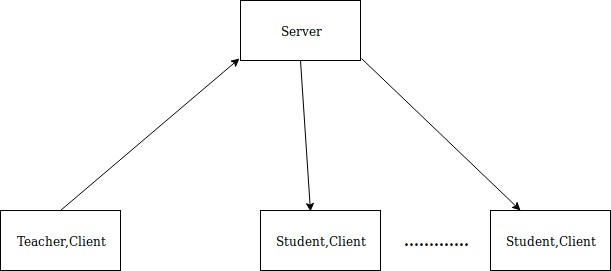 Server
Teacher,Client
Student,Client
.............
Student,Client